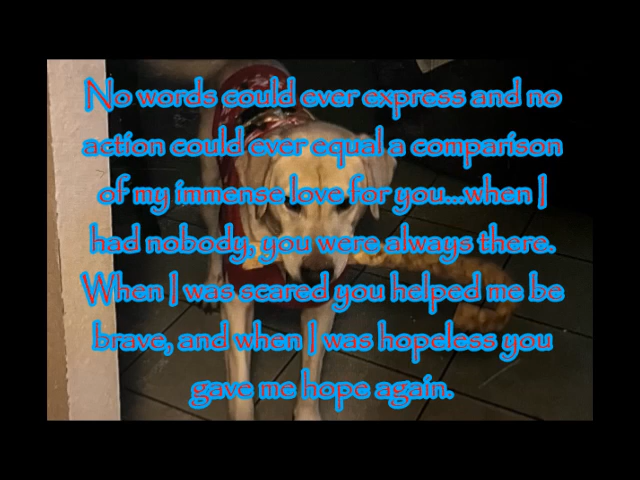 No words could ever express and no
action could ever equal a comparison
of my immense love for you...when I
had nobody, you were always there.
When I was scared you helped me be
brave, and when I was hopeless you
gave me hope again.